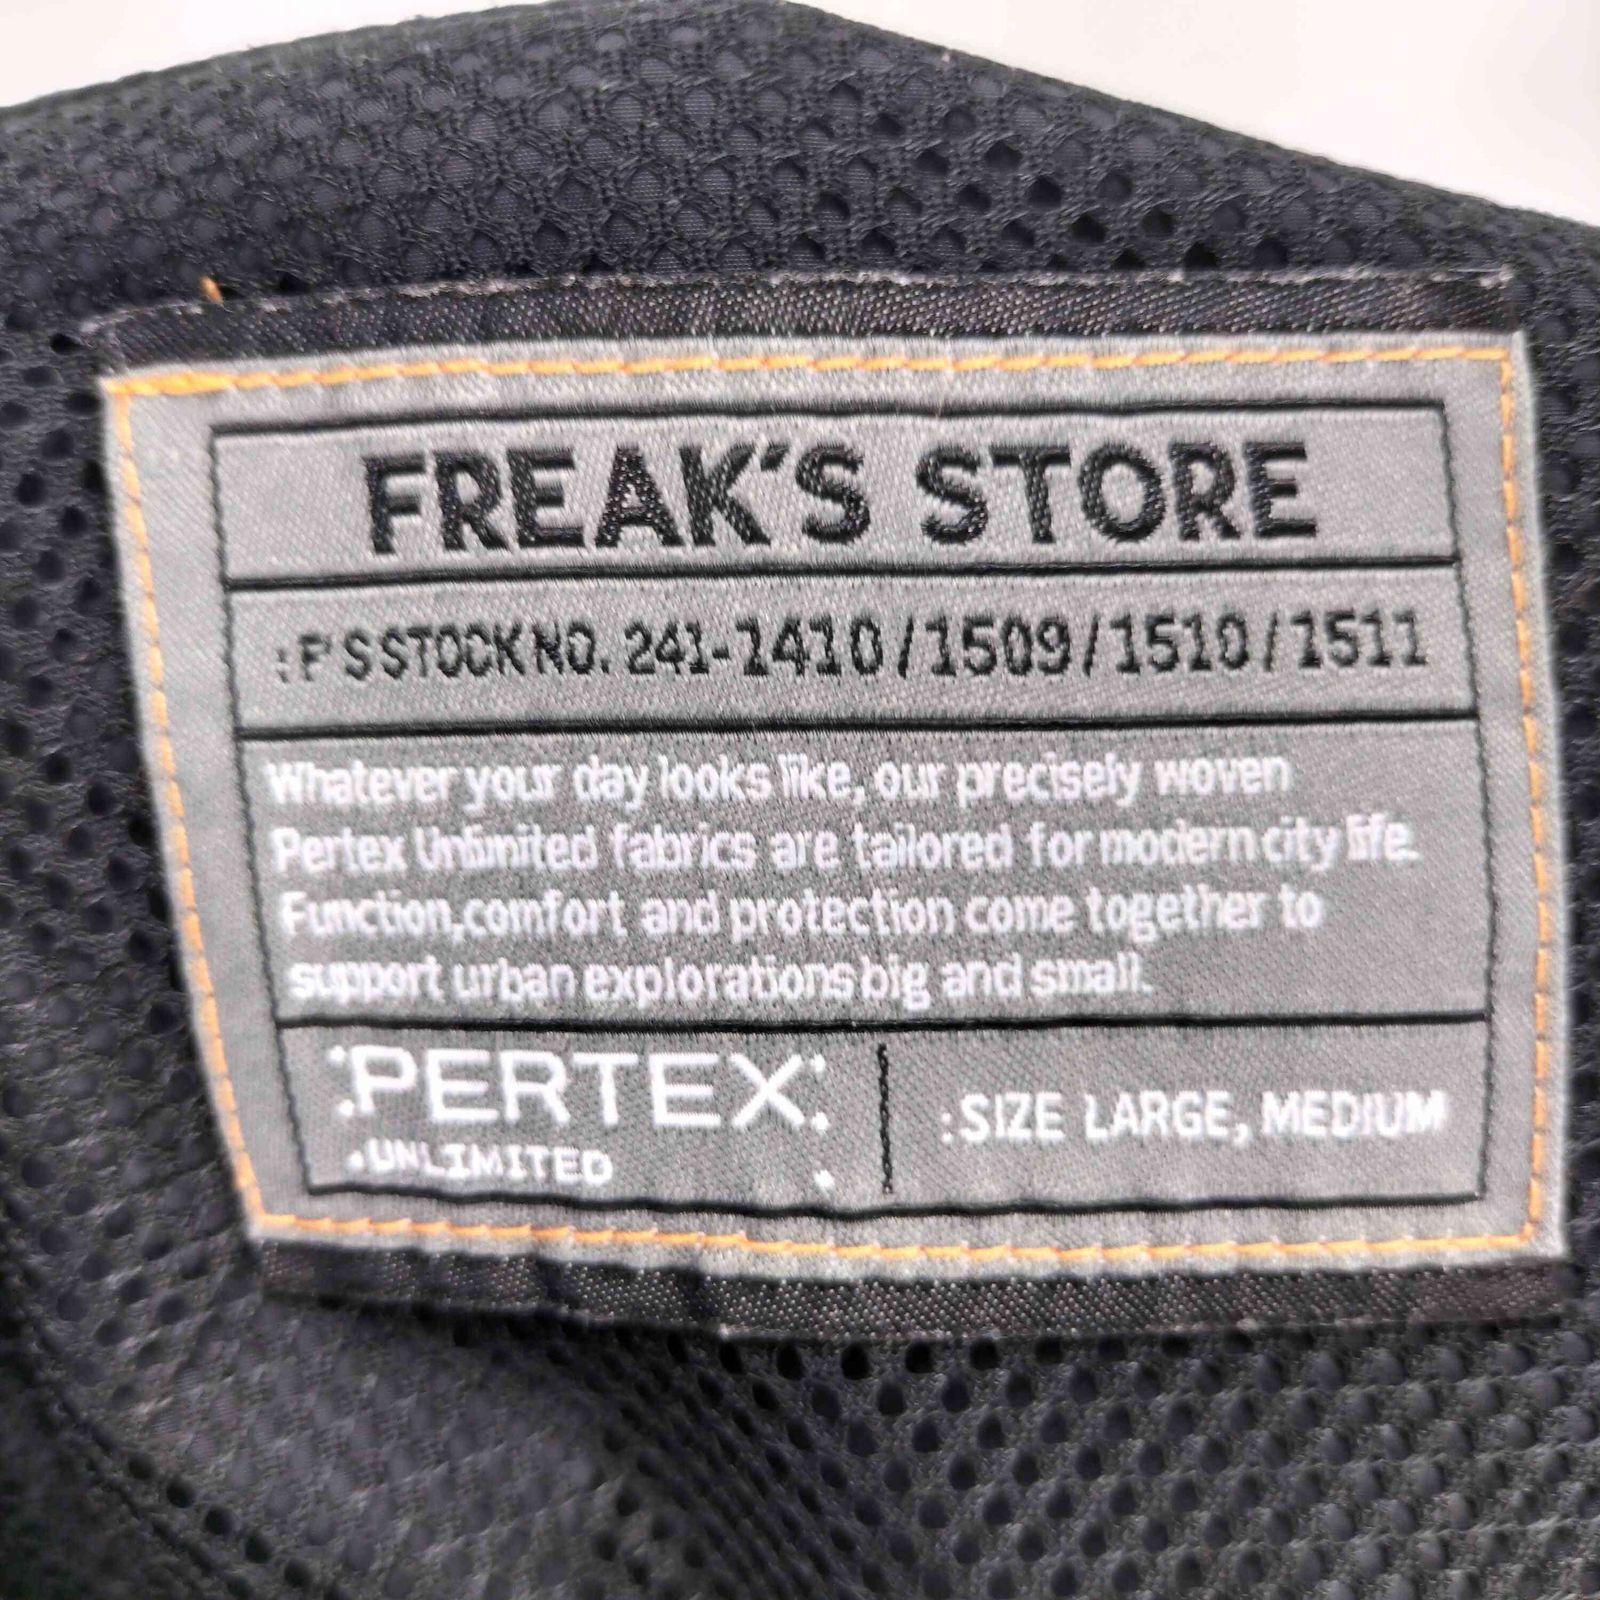 FREAK'S STORE
:F'S STOCK NO. 241-1410/1509/1510/1511
Whatever your day looks like, our precisely woven
Pertex Unlimited fabrics are tailored for modern city life.
Function,comfort and protection come together to
support urban explorations big and small.
PERTEX
UNLIMITED
:SIZE LARGE, MEDIUM